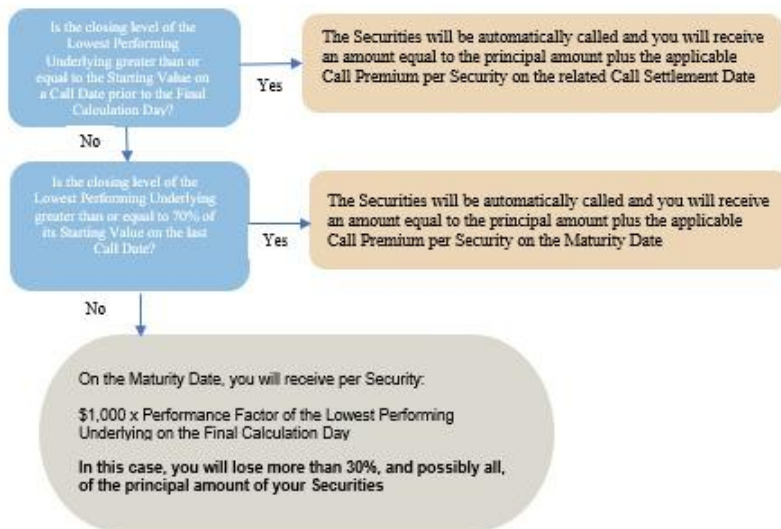 Is the closing level of the
Lowest Performing
Underlying greater than or
equal to the Starting Value on
a Call Date prior to the Final
Calculation Day?
Yes
The Securities will be automatically called and you will receive
an amount equal to the principal amount plus the applicable
Call Premium per Security on the related Call Settlement Date
No
Is the closing level of the
Lowest Performing Underlying
greater than or equal to 70% of
its Starting Value on the last
Call Date?
Yes
The Securities will be automatically called and you will receive
an amount equal to the principal amount plus the applicable
Call Premium per Security on the Maturity Date
No
On the Maturity Date, you will receive per Security:
$1,000 x Performance Factor of the Lowest Performing
Underlying on the Final Calculation Day
In this case, you will lose more than 30%, and possibly all,
of the principal amount of your Securities